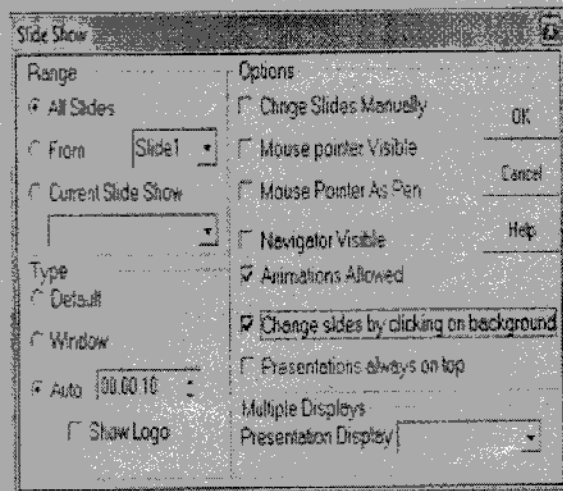 Slide Show
Range
All Slides
From Slide1
Current Slide Show
Type
Default
Window
Auto 00:00:10
Show Logo
Options
Chnge Slides Manually
Mouse pointer Visible
Mouse Pointer As Pen
Navigator Visible
Animations Allowed
Change sides by clicking on background
Presentations always on top
Multiple Displays
Presentation Display
OK
Cancel
Help